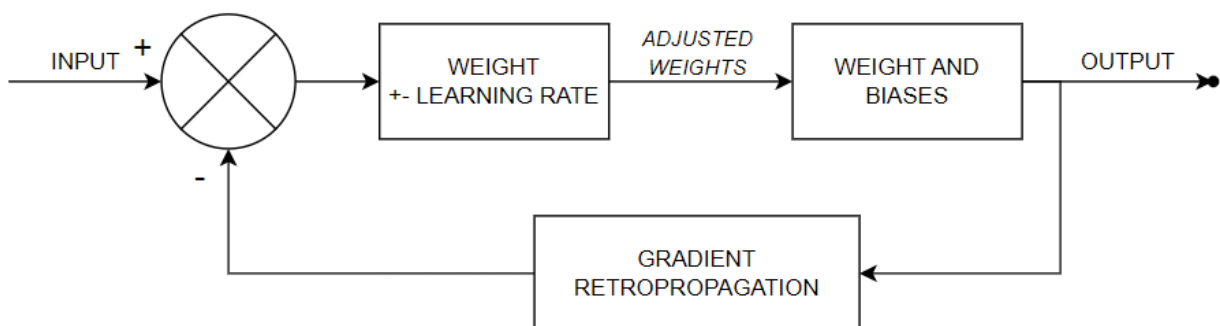 INPUT
+
WEIGHT
+- LEARNING RATE
ADJUSTED
WEIGHTS
WEIGHT AND
BIASES
OUTPUT
-
GRADIENT
RETROPROPAGATION